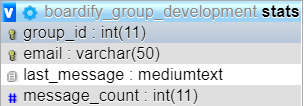 v boardify_group_development stats
group_id : int(11)
email : varchar(50)
last_message : mediumtext
# message_count : int(11)